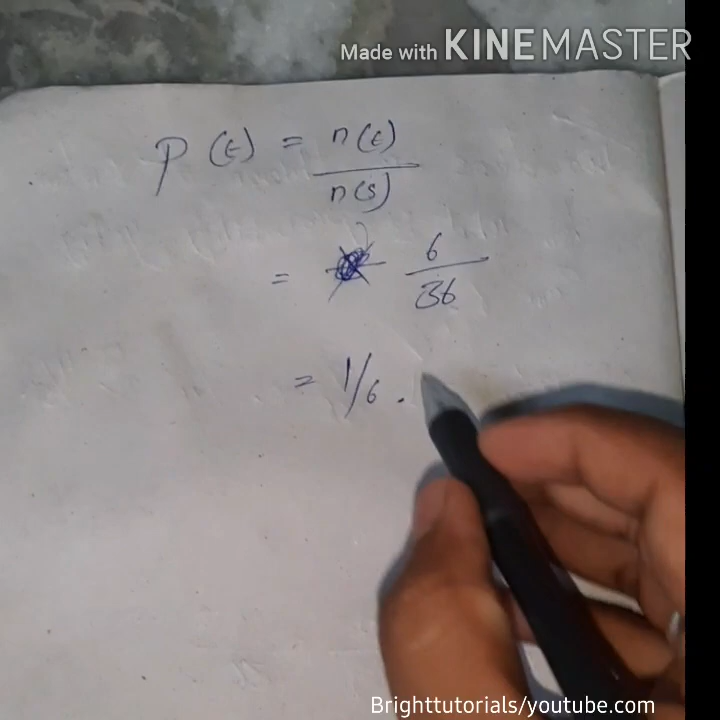 Made with KINEMASTER
P (E) = n(E)
n(s)
= 6
36
= 1/6 .
Brighttutorials/youtube.com